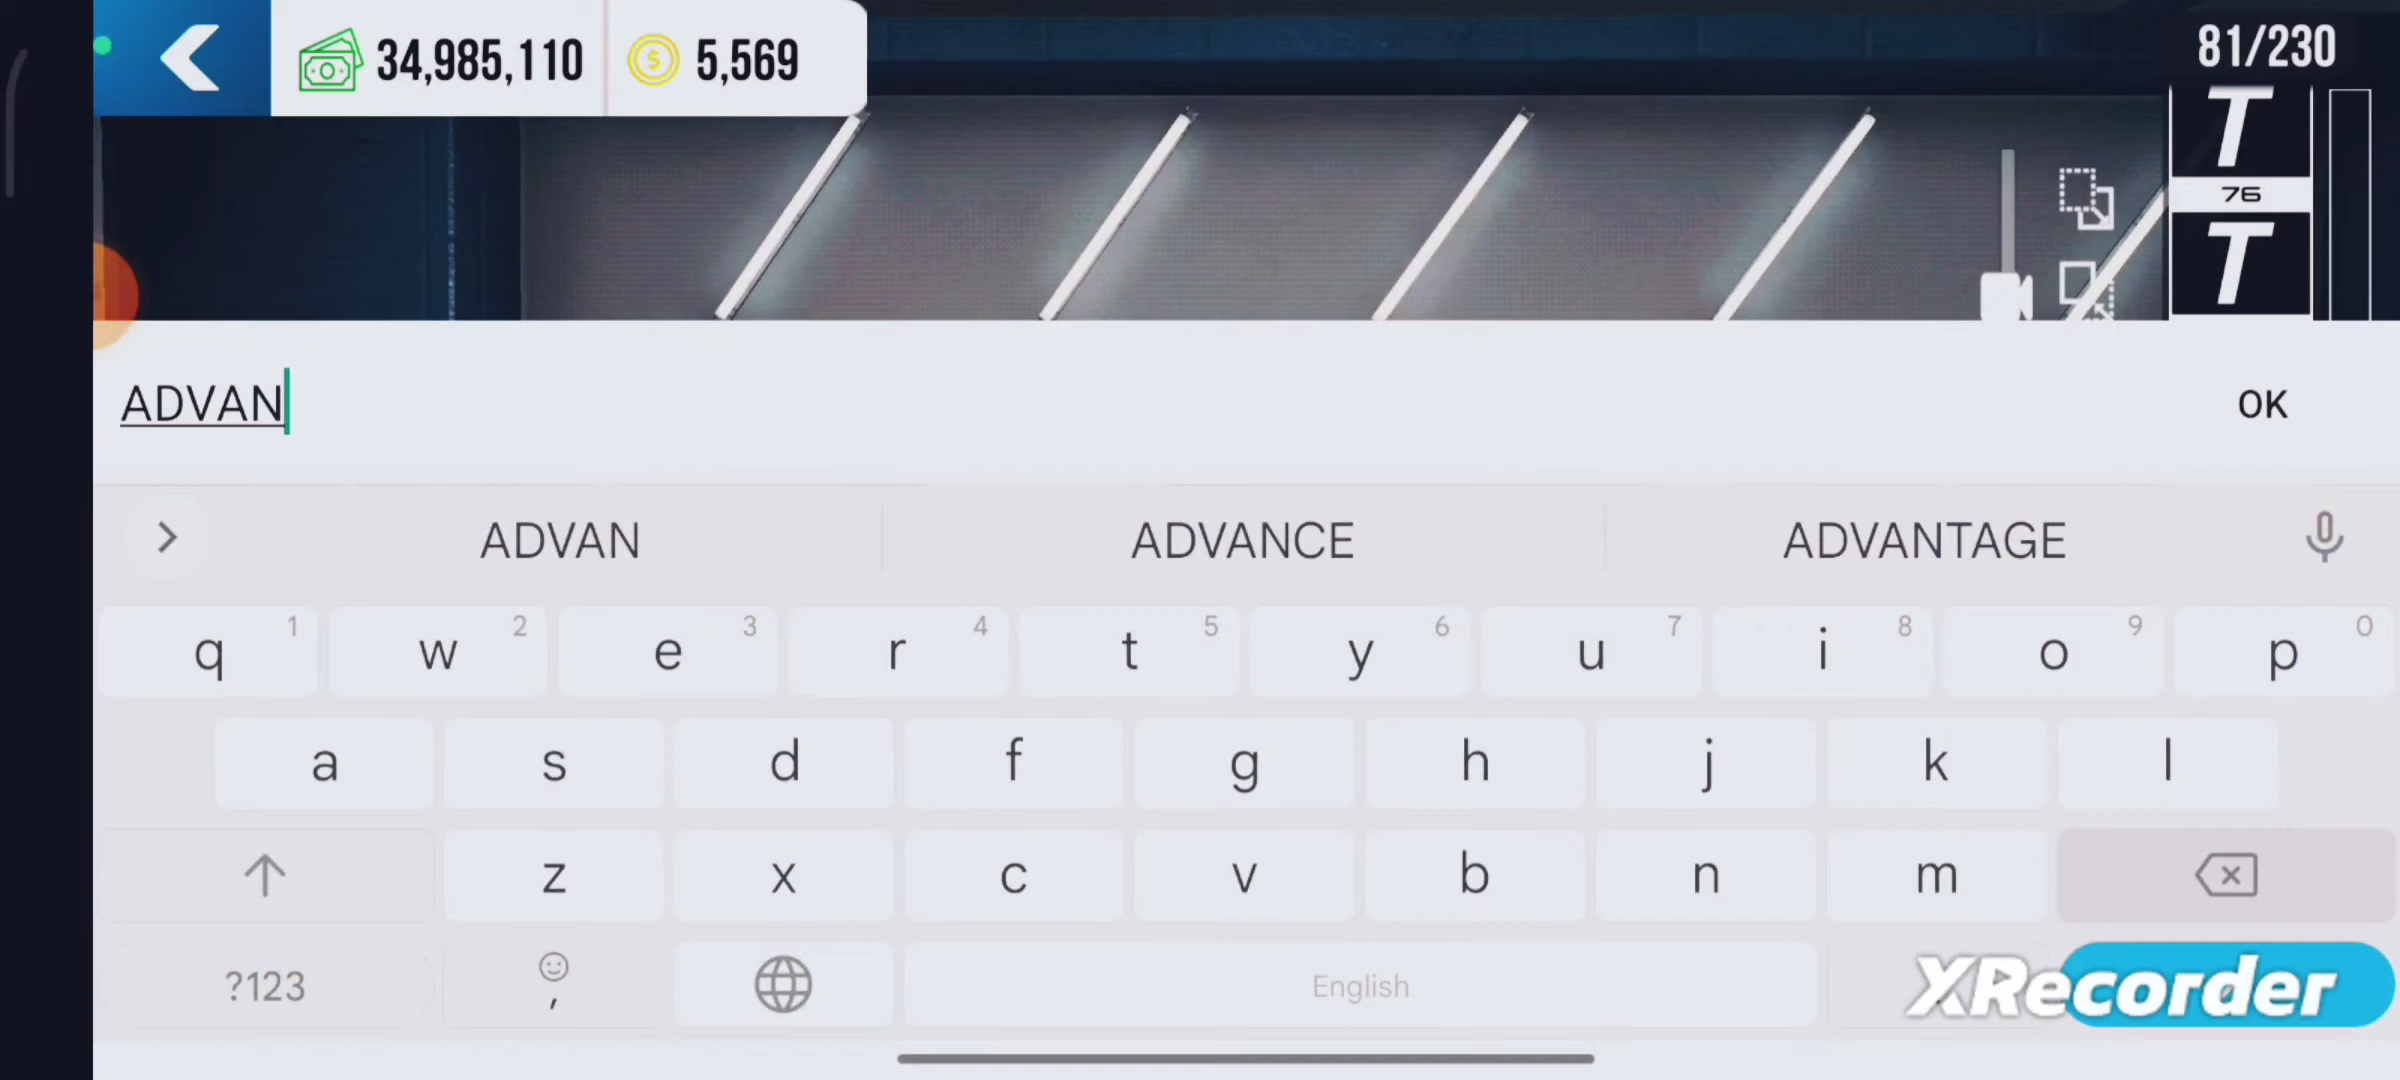 34,985,110 5,569
81/230
T
76
T
ADVAN
OK
ADVAN ADVANCE ADVANTAGE
q 1 w 2 e 3 r 4 t 5 y 6 u 7 i 8 o 9 p 0
a s d f g h j k l
z x c v b n m
?123 , English
XRecorder